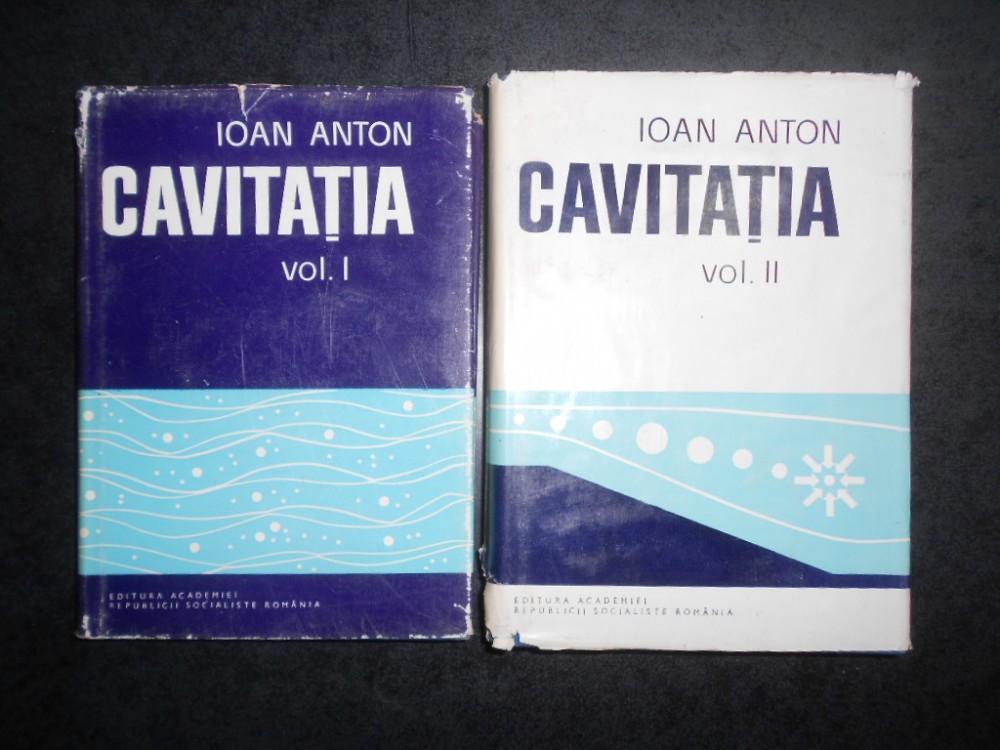 IOAN ANTON
CAVITAȚIA
vol. I
EDITURA ACADEMIEI
REPUBLICII SOCIALISTE ROMÂNIA
IOAN ANTON
CAVITAȚIA
vol. II
EDITURA ACADEMIEI
REPUBLICII SOCIALISTE ROMÂNIA